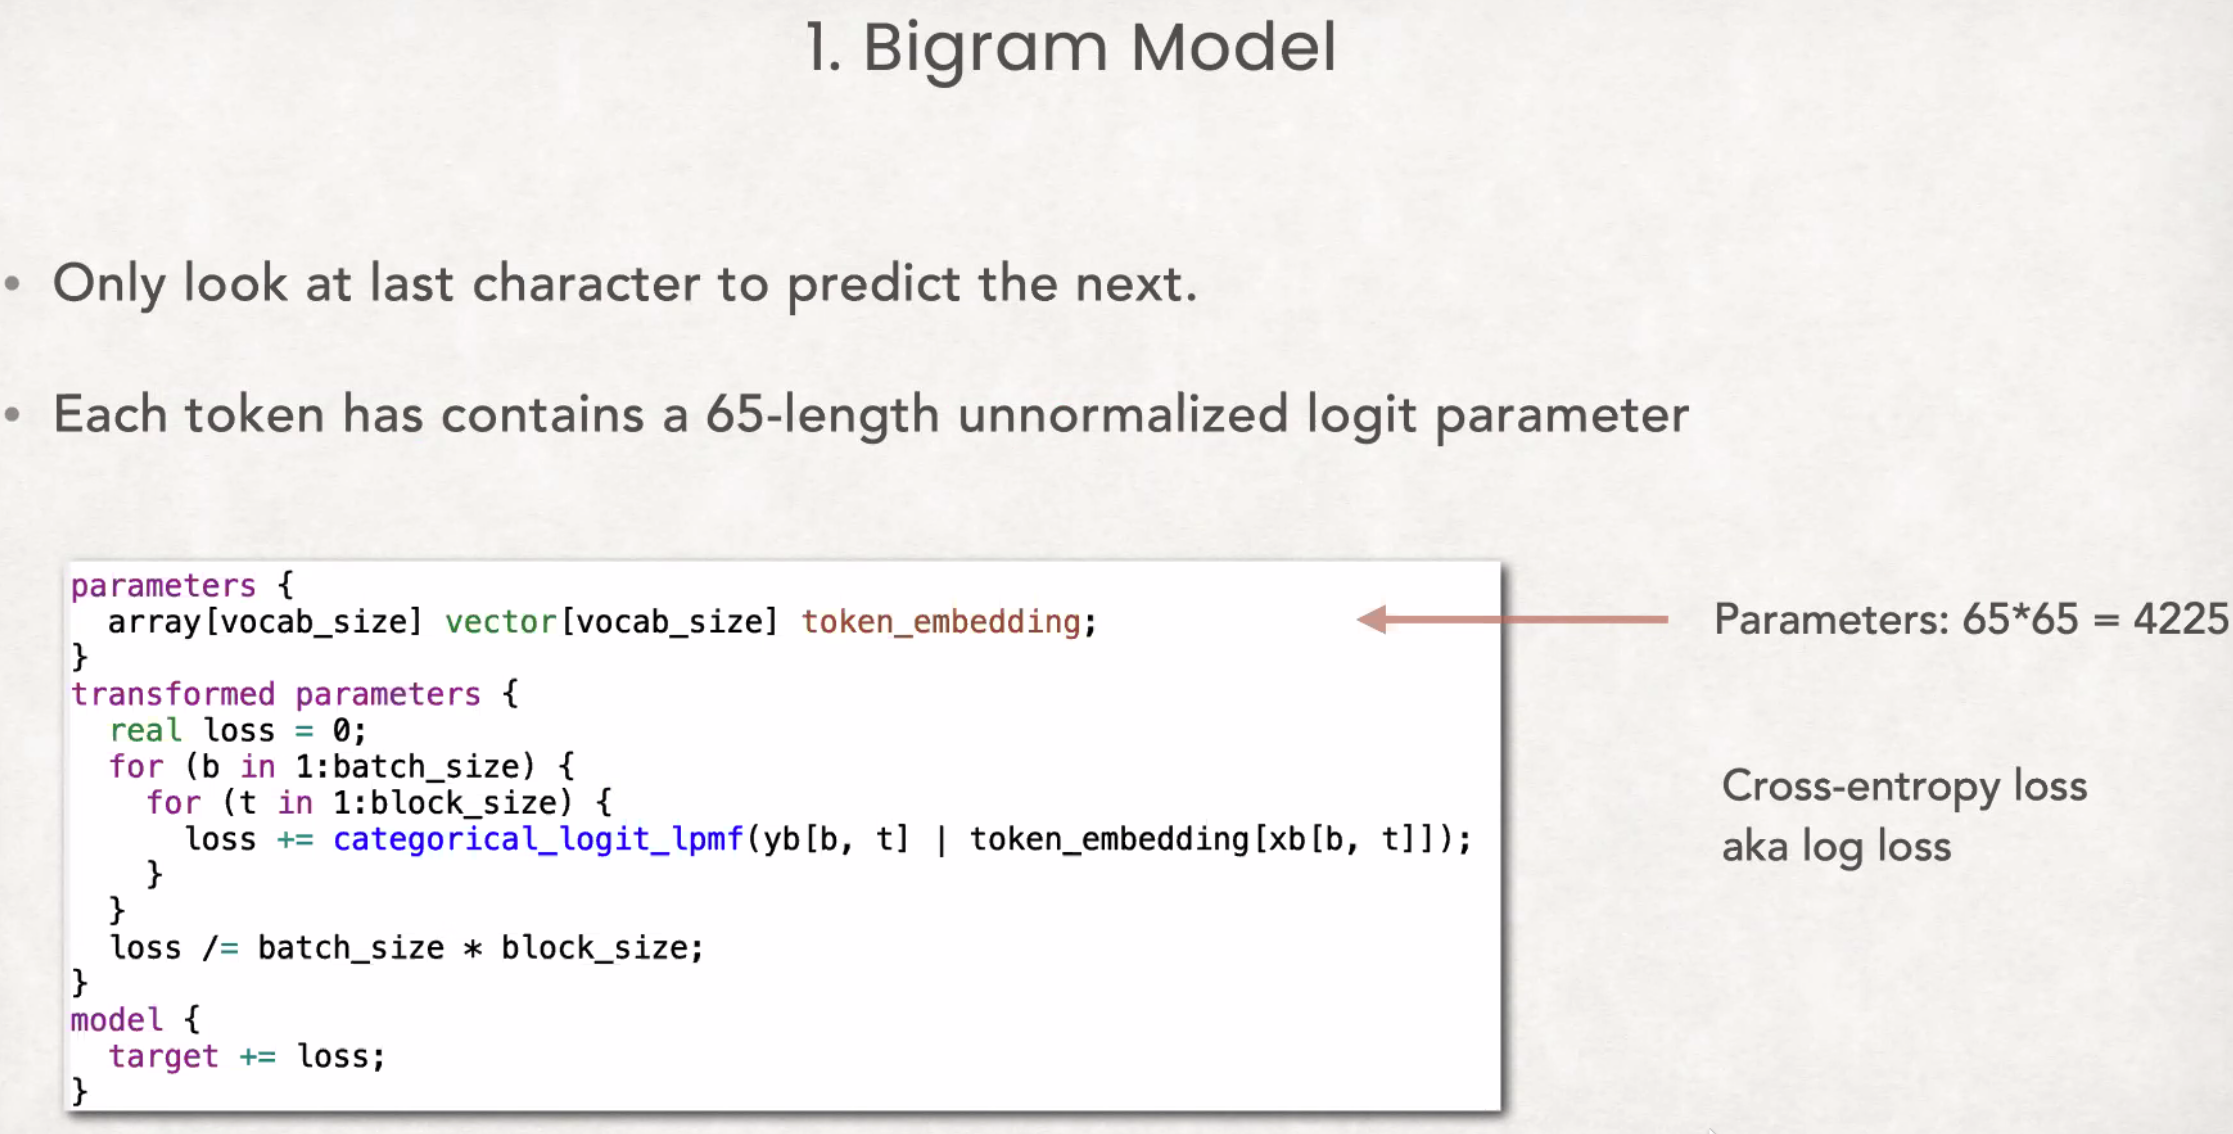 1. Bigram Model
• Only look at last character to predict the next.
• Each token has contains a 65-length unnormalized logit parameter
parameters {
  array[vocab_size] vector[vocab_size] token_embedding;
}
transformed parameters {
  real loss = 0;
  for (b in 1:batch_size) {
    for (t in 1:block_size) {
      loss += categorical_logit_lpmf(yb[b, t] | token_embedding[xb[b, t]]);
    }
  }
  loss /= batch_size * block_size;
}
model {
  target += loss;
}
Parameters: 65*65 = 4225
Cross-entropy loss
aka log loss